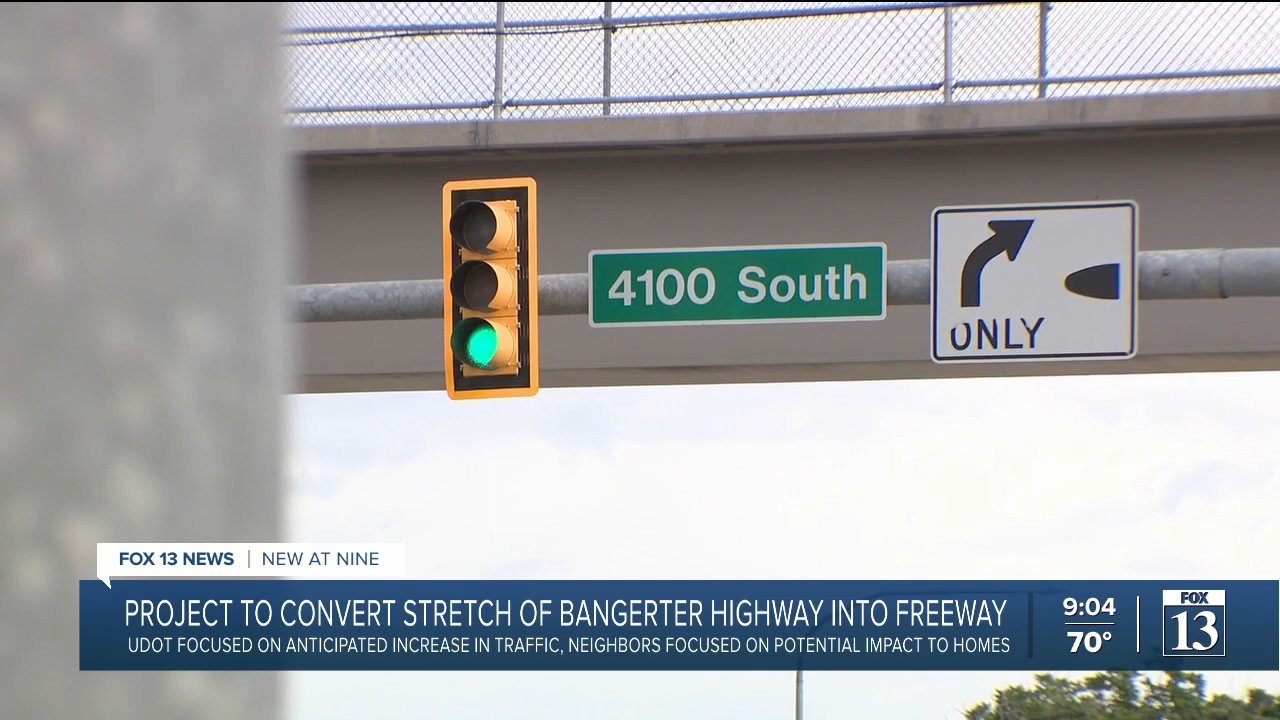 4100 South
ONLY
FOX 13 NEWS | NEW AT NINE
PROJECT TO CONVERT STRETCH OF BANGERTER HIGHWAY INTO FREEWAY
UDOT FOCUSED ON ANTICIPATED INCREASE IN TRAFFIC, NEIGHBORS FOCUSED ON POTENTIAL IMPACT TO HOMES
9:04
70°
FOX
13